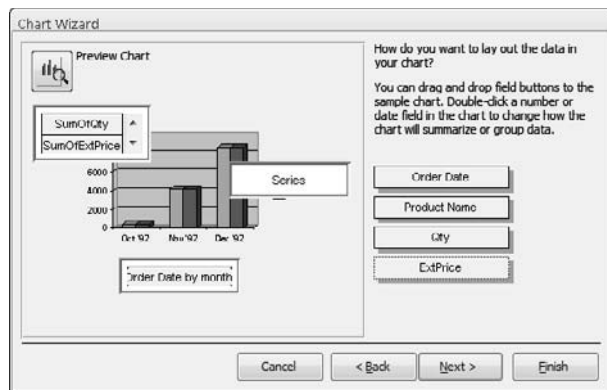 Chart Wizard
Preview Chart
How do you want to lay out the data in
your chart?
You can drag and drop field buttons to the
sample chart. Double-click a number or
date field in the chart to change how the
chart will summarize or group data.
SumOfQty
SumOfExtPrice
6000
4000
2000
0
Oct '92
Nov '92
Dec '92
Series
Order Date by month
Order Date
Product Name
Qty
ExtPrice
Cancel
< Back
Next >
Finish